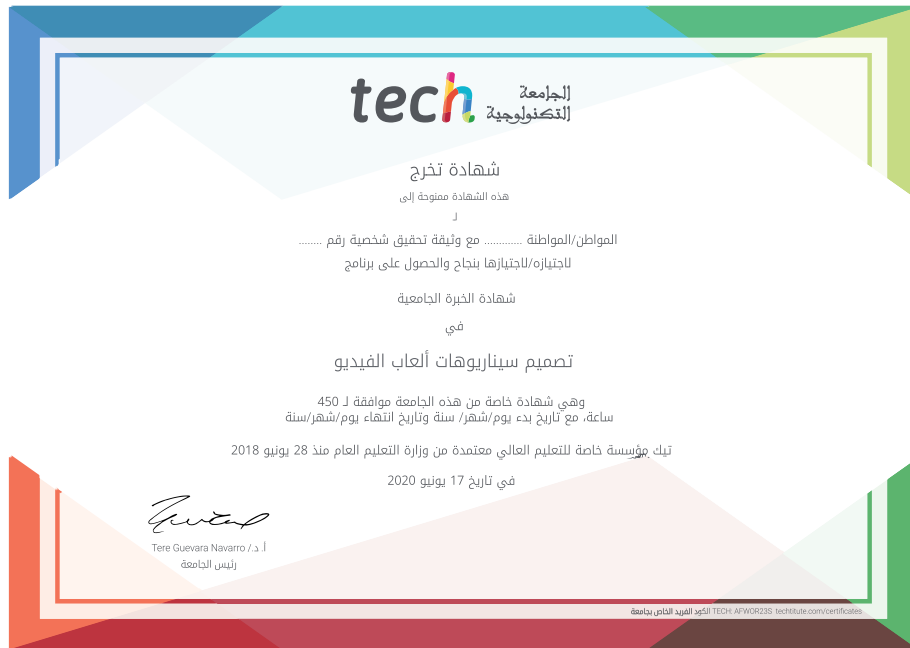 tech
الجامعة
التكنولوجية
شهادة تخرج
هذه الشهادة ممنوحة إلى
لـ
المواطن/المواطنة ............. مع وثيقة تحقيق شخصية رقم ........
لاجتيازه/لاجتيازها بنجاح والحصول على برنامج
شهادة الخبرة الجامعية
في
تصميم سيناريوهات ألعاب الفيديو
وهي شهادة خاصة من هذه الجامعة موافقة لـ 450
ساعة، مع تاريخ بدء يوم/شهر/ سنة وتاريخ انتهاء يوم/شهر/سنة
تيك مؤسسة خاصة للتعليم العالي معتمدة من وزارة التعليم العام منذ 28 يونيو 2018
في تاريخ 17 يونيو 2020
أ. د./ Tere Guevara Navarro
رئيس الجامعة
الكود الفريد الخاص بجامعة TECH: AFWOR23S techtitute.com/certificates